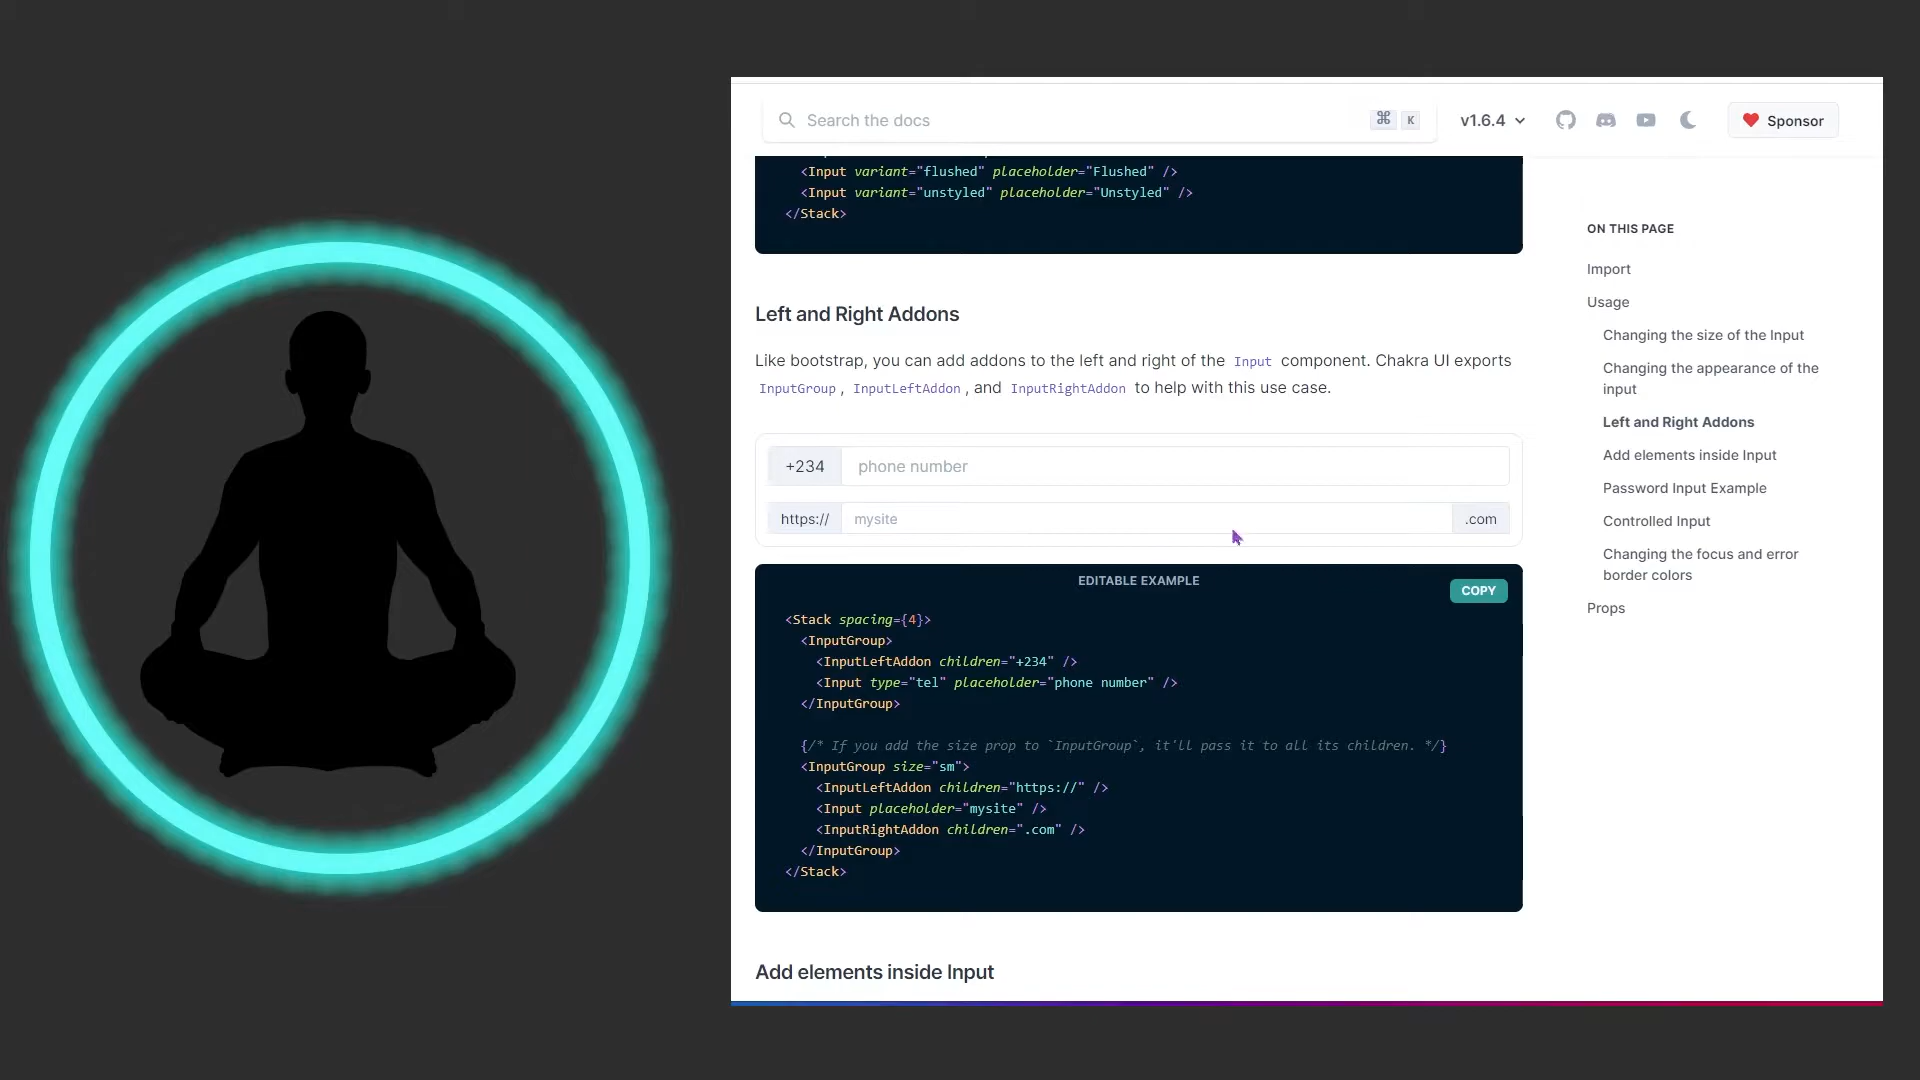 Search the docs
⌘ K
v1.6.4
Sponsor
<Input variant="flushed" placeholder="Flushed" />
<Input variant="unstyled" placeholder="Unstyled" />
</Stack>
Left and Right Addons
Like bootstrap, you can add addons to the left and right of the Input component. Chakra UI exports
InputGroup, InputLeftAddon, and InputRightAddon to help with this use case.
+234 phone number
https:// mysite .com
EDITABLE EXAMPLE
COPY
<Stack spacing={4}>
<InputGroup>
<InputLeftAddon children="+234" />
<Input type="tel" placeholder="phone number" />
</InputGroup>
{/* If you add the size prop to `InputGroup`, it'll pass it to all its children. */}
<InputGroup size="sm">
<InputLeftAddon children="https://" />
<Input placeholder="mysite" />
<InputRightAddon children=".com" />
</InputGroup>
</Stack>
Add elements inside Input
ON THIS PAGE
Import
Usage
Changing the size of the Input
Changing the appearance of the
input
Left and Right Addons
Add elements inside Input
Password Input Example
Controlled Input
Changing the focus and error
border colors
Props